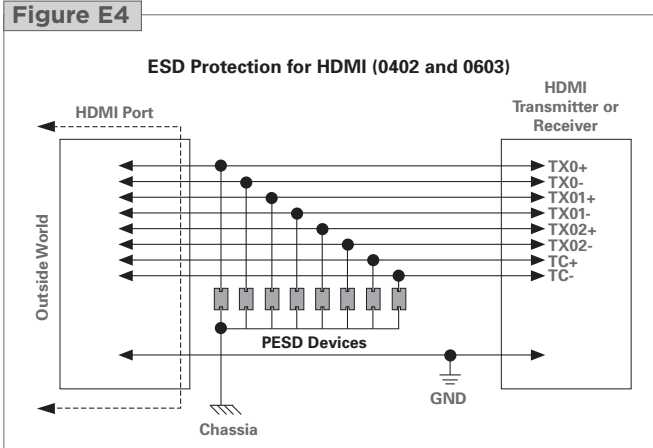 Figure E4
ESD Protection for HDMI (0402 and 0603)
HDMI Port
HDMI
Transmitter or
Receiver
Outside World
TX0+
TX0-
TX01+
TX01-
TX02+
TX02-
TC+
TC-
PESD Devices
GND
Chassia